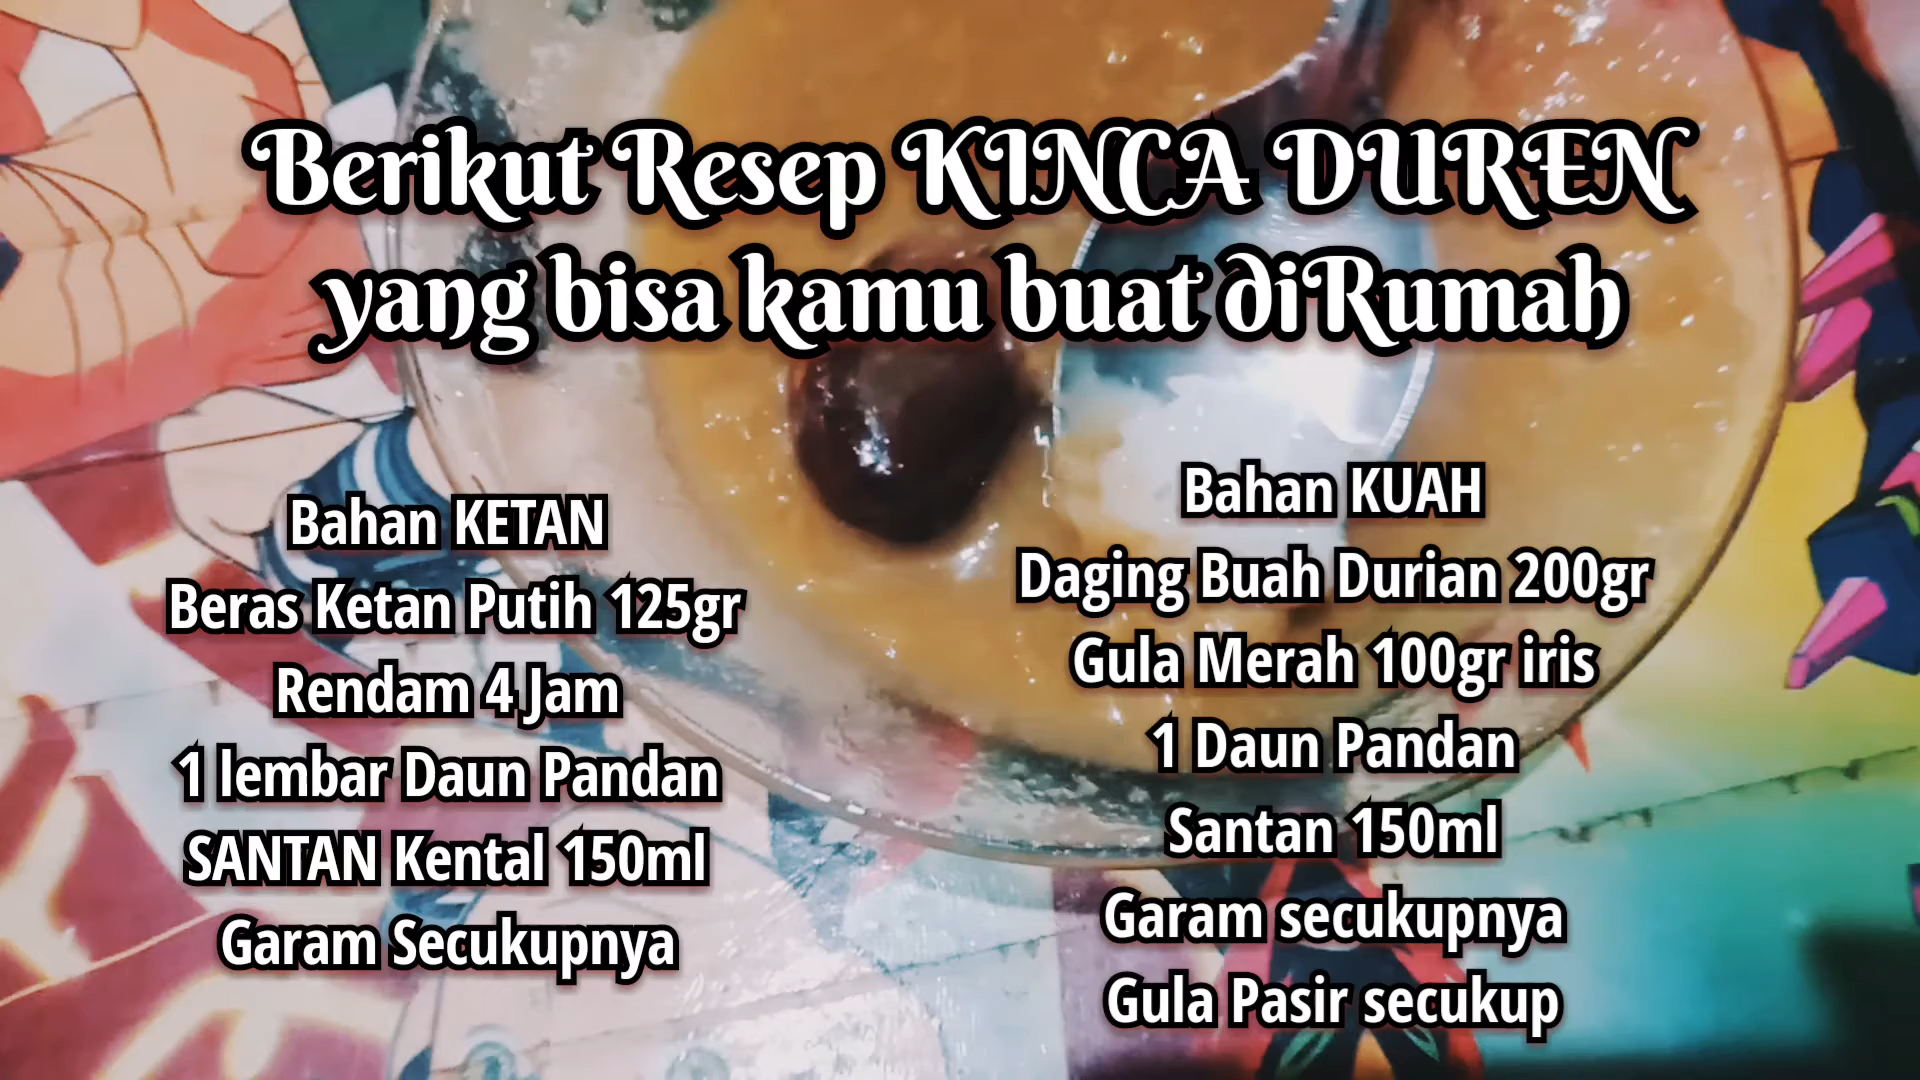 Berikut Resep KINCA DUREN
yang bisa kamu buat diRumah
Bahan KETAN
Beras Ketan Putih 125gr
Rendam 4 Jam
1 lembar Daun Pandan
SANTAN Kental 150ml
Garam Secukupnya
Bahan KUAH
Daging Buah Durian 200gr
Gula Merah 100gr iris
1 Daun Pandan
Santan 150ml
Garam secukupnya
Gula Pasir secukup